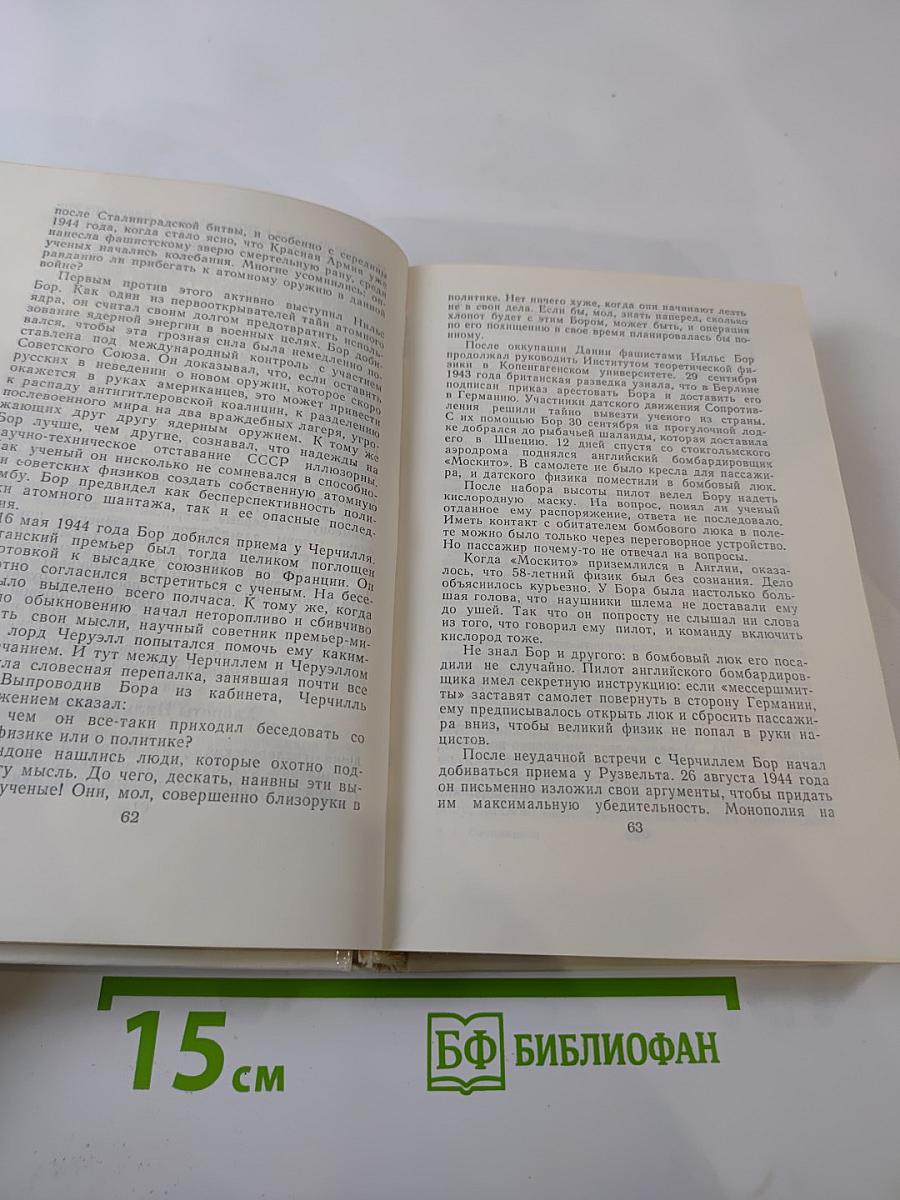 после Сталинградской битвы, и особенно с середины
1944 года, когда стало ясно, что Красная Армия уже
нанесла фашистскому зверю смертельную рану, среди
ученых начались колебания. Многие усомнились: оп-
равданно ли прибегать к атомному оружию в данной
войне?
Первым против этого активно выступил Нильс
Бор. Как один из первооткрывателей тайн атомного
ядра, он считал своим долгом предотвратить исполь-
зование ядерной энергии в военных целях. Бор доби-
вался, чтобы эта грозная сила была немедленно по-
ставлена под международный контроль с участием
Советского Союза. Он доказывал, что, если оставить
русских в неведении о новом оружии, которое скоро
окажется в руках американцев, это может привести
к распаду антигитлеровской коалиции, к разделению
послевоенного мира на два враждебных лагеря, угро-
жающих друг другу ядерным оружием. К тому же
Бор лучше, чем другие, сознавал, что надежды на
научно-техническое отставание СССР иллюзорны.
ак ученый он нисколько не сомневался в способно-
и советских физиков создать собственную атомную
мбу. Бор предвидел как бесперспективность поли-
ки атомного шантажа, так и ее опасные послед-
ия.
16 мая 1944 года Бор добился приема у Черчилля.
танский премьер был тогда целиком поглощен
отовкой к высадке союзников во Франции. Он
отно согласился встретиться с ученым. На бесе-
ыло выделено всего полчаса. К тому же, когда
по обыкновению начал неторопливо и сбивчиво
ть свои мысли, научный советник премьер-ми-
лорд Черуэлл попытался помочь ему каким-
ечанием. И тут между Черчиллем и Черуэллом
ула словесная перепалка, занявшая почти все
Выпроводив Бора из кабинета, Черчилль
ажением сказал:
чем он все-таки приходил беседовать со
физике или о политике?
ндоне нашлись люди, которые охотно под-
ту мысль. До чего, дескать, наивны эти вы-
ученые! Они, мол, совершенно близоруки в
62
политике. Нет ничего хуже, когда они начинают лезть
не в свои дела. Если бы, мол, знать наперед, сколько
хлопот будет с этим Бором, может быть, и операция
по его похищению в свое время планировалась бы по-
иному.
После оккупации Дании фашистами Нильс Бор
продолжал руководить Институтом теоретической фи-
зики в Копенгагенском университете. 29 сентября
1943 года британская разведка узнала, что в Берлине
подписан приказ арестовать Бора и доставить его
в Германию. Участники датского движения Сопротив-
ления решили тайно вывезти ученого из страны.
С их помощью Бор 30 сентября на прогулочной лод-
ке добрался до рыбачьей шаланды, которая доставила
его в Швецию. 12 дней спустя со стокгольмского
аэродрома поднялся английский бомбардировщик
«Москито». В самолете не было кресла для пассажи-
ра, и датского физика поместили в бомбовый люк.
После набора высоты пилот велел Бору надеть
кислородную маску. На вопрос, понял ли ученый
отданное ему распоряжение, ответа не последовало.
Иметь контакт с обитателем бомбового люка в поле-
те можно было только через переговорное устройство.
Но пассажир почему-то не отвечал на вопросы.
Когда «Москито» приземлился в Англии, оказа-
лось, что 58-летний физик был без сознания. Дело
объяснилось курьезно. У Бора была настолько боль-
шая голова, что наушники шлема не доставали ему
до ушей. Так что он попросту не слышал ни слова
из того, что говорил ему пилот, и команду включить
кислород тоже.
Не знал Бор и другого: в бомбовый люк его поса-
дили не случайно. Пилот английского бомбардиров-
щика имел секретную инструкцию: если «мессершмит-
ты» заставят самолет повернуть в сторону Германии,
ему предписывалось открыть люк и сбросить пассажи-
ра вниз, чтобы великий физик не попал в руки на-
цистов.
После неудачной встречи с Черчиллем Бор начал
добиваться приема у Рузвельта. 26 августа 1944 года
он письменно изложил свои аргументы, чтобы придать
им максимальную убедительность. Монополия на
63
15 см
БФ БИБЛИОФАН